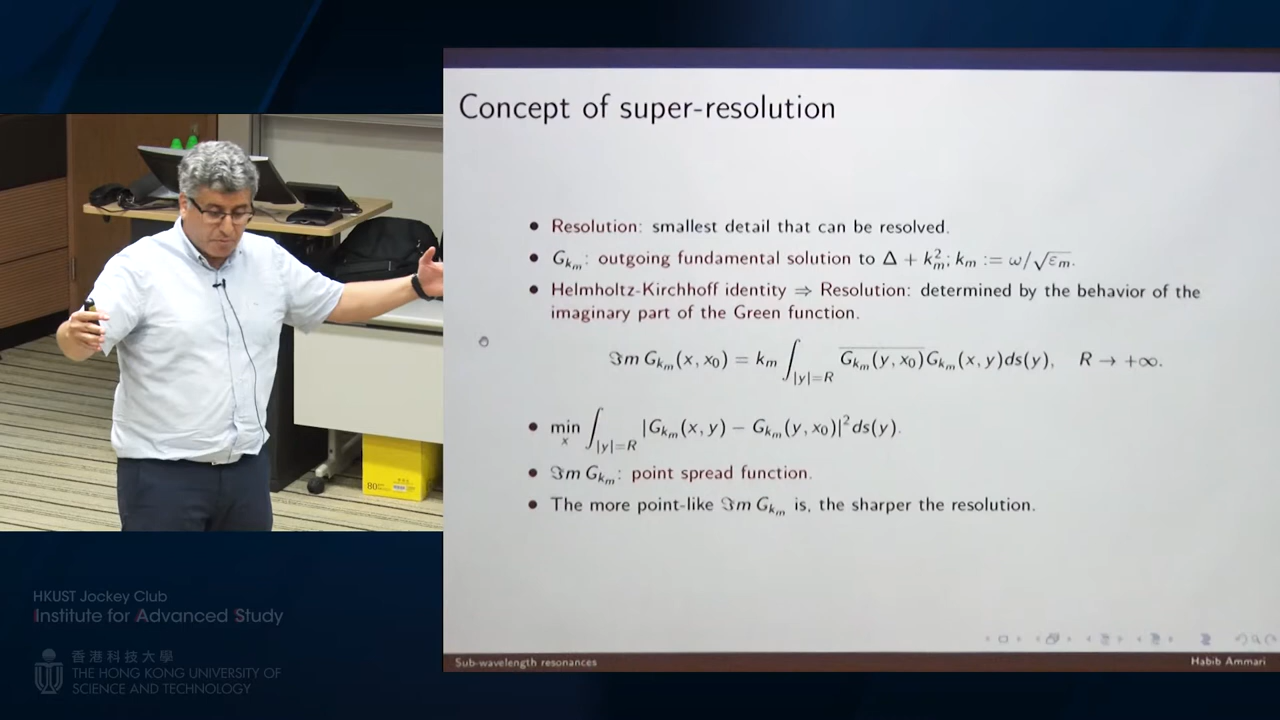 Concept of super-resolution
• Resolution: smallest detail that can be resolved.
• G_{k_m}: outgoing fundamental solution to Δ + k_m^2; k_m := ω/√ε_m.
• Helmholtz-Kirchhoff identity ⇒ Resolution: determined by the behavior of the
imaginary part of the Green function.
ℑm G_{k_m}(x, x_0) = k_m ∫_{|y|=R} \overline{G_{k_m}(y, x_0)}G_{k_m}(x, y)ds(y), R → +∞.
• min_x ∫_{|y|=R} |G_{k_m}(x, y) − G_{k_m}(y, x_0)|^2 ds(y).
• ℑm G_{k_m}: point spread function.
• The more point-like ℑm G_{k_m} is, the sharper the resolution.
Sub-wavelength resonances
Habib Ammari
80
HKUST Jockey Club
Institute for Advanced Study
香港科技大學
THE HONG KONG UNIVERSITY OF
SCIENCE AND TECHNOLOGY